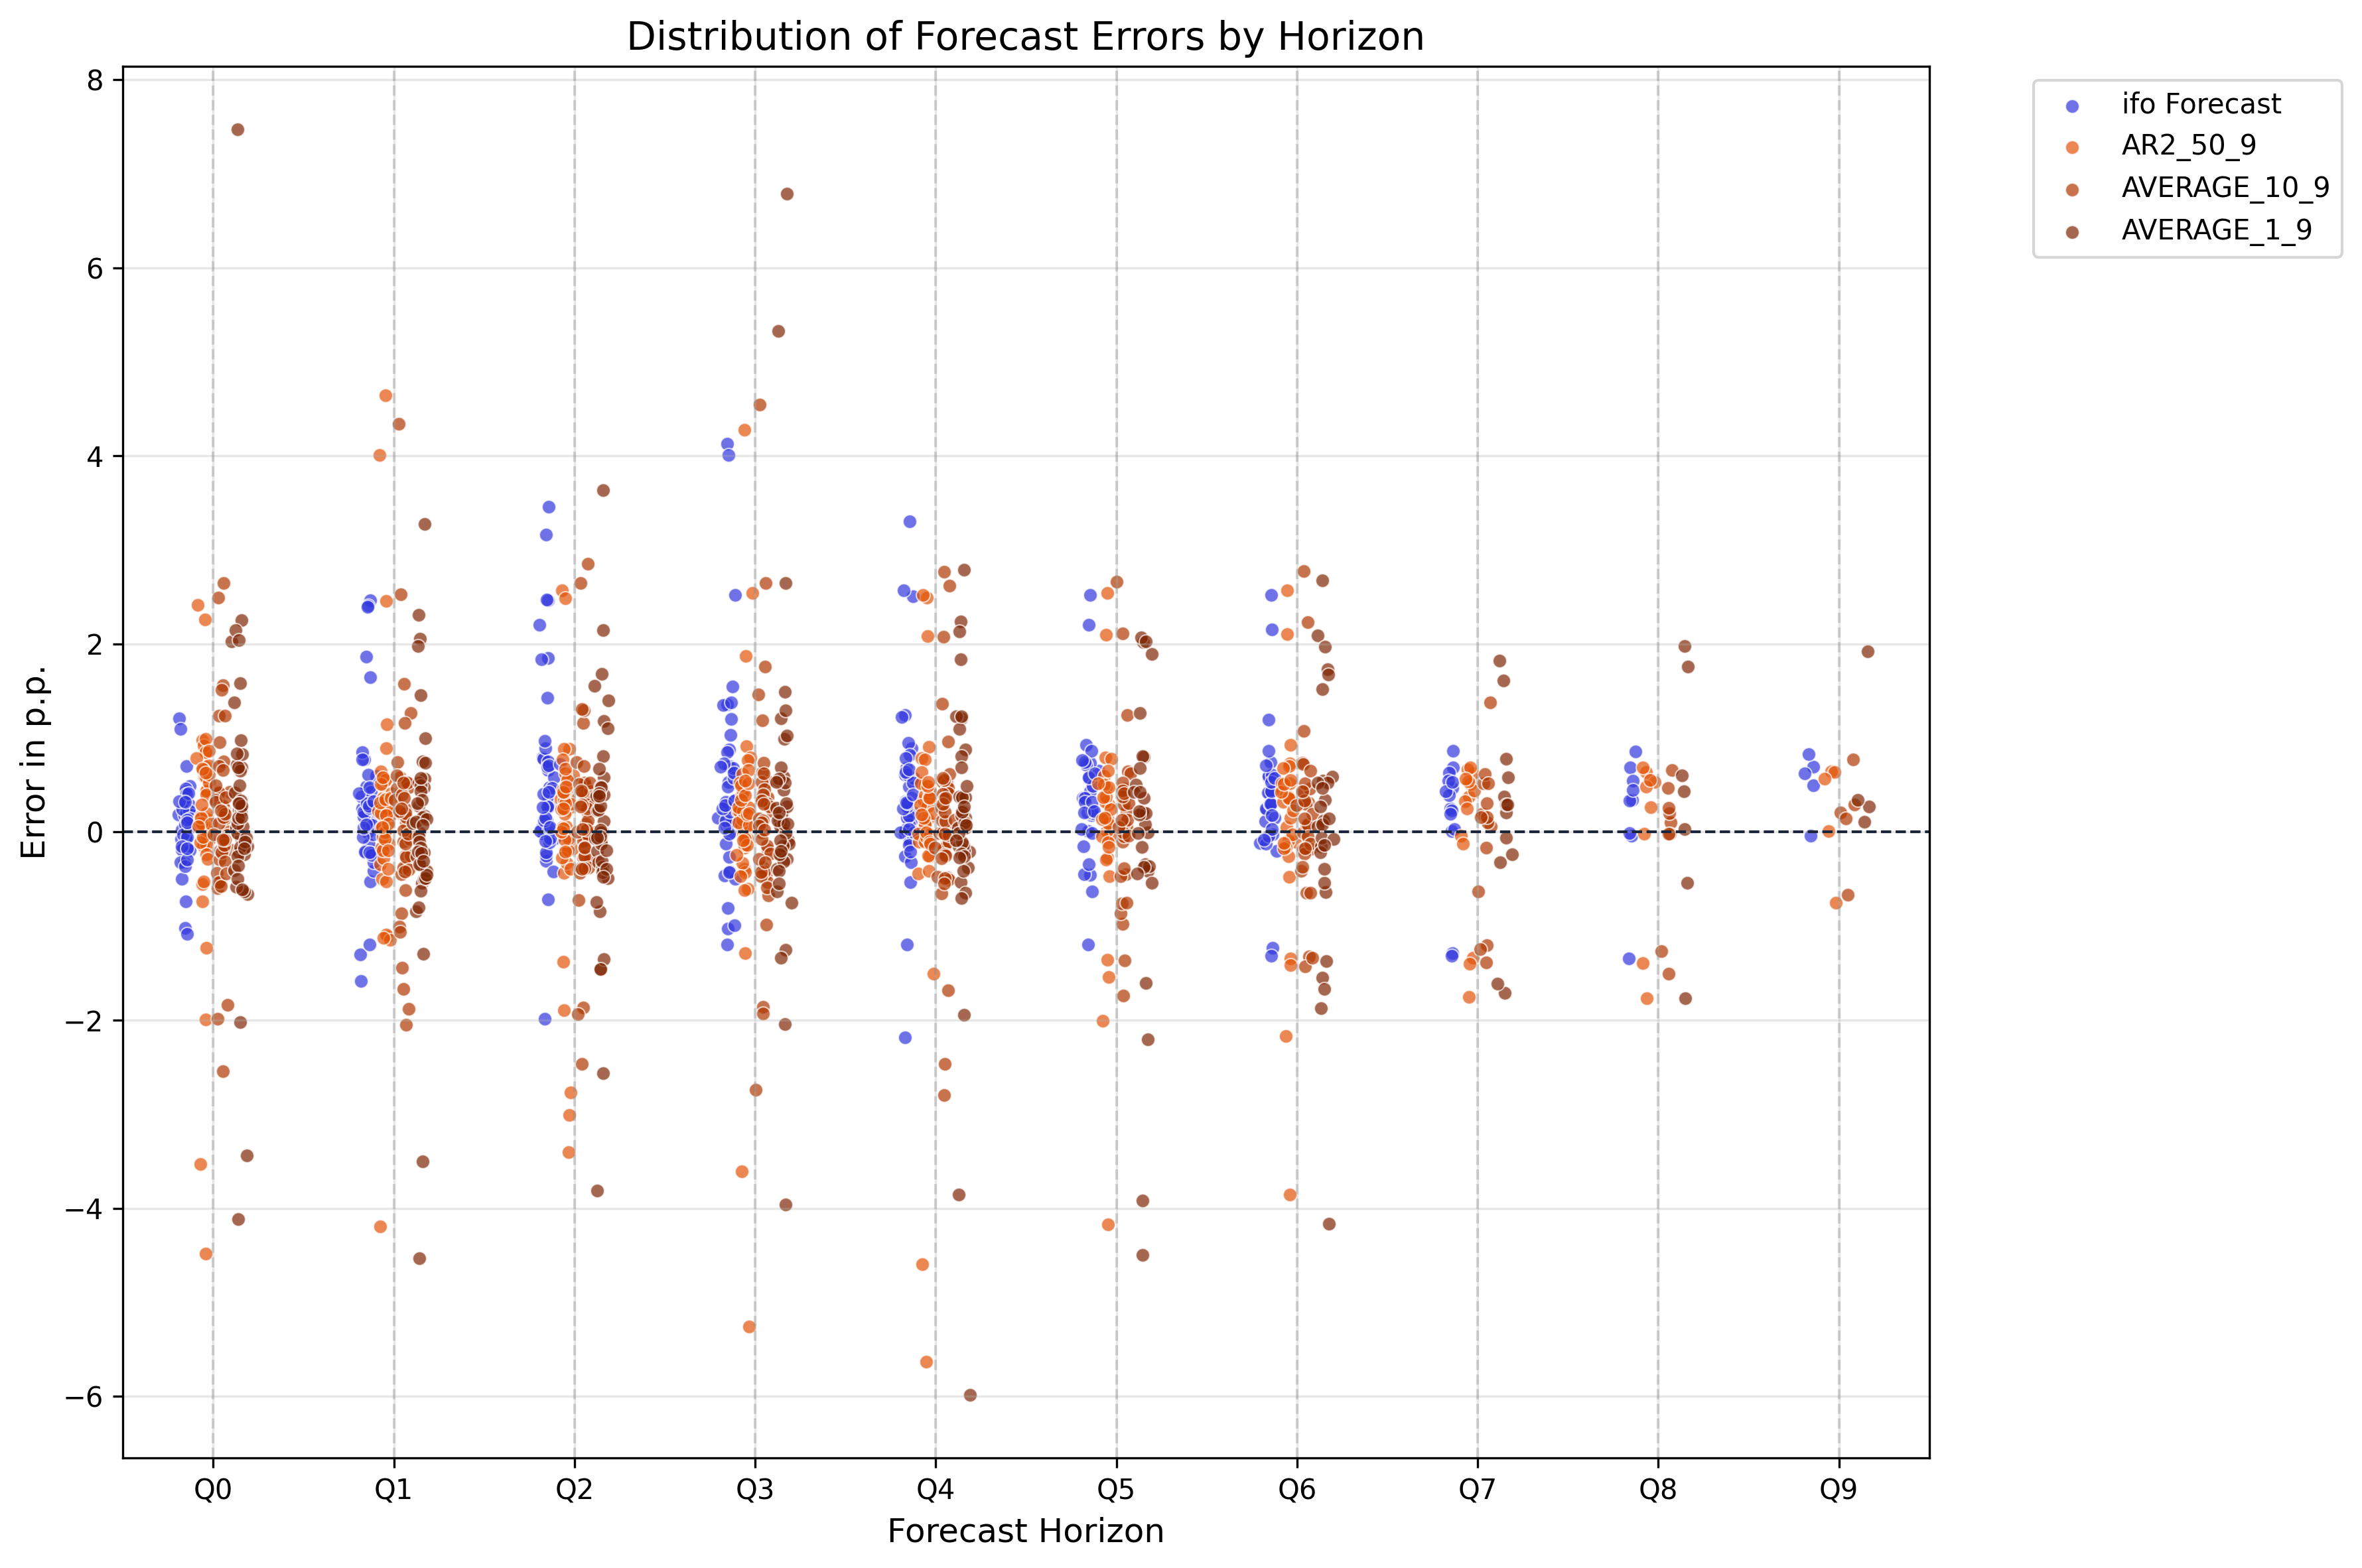 Distribution of Forecast Errors by Horizon
Error in p.p.
8
6
4
2
0
−2
−4
−6
Q0 Q1 Q2 Q3 Q4 Q5 Q6 Q7 Q8 Q9
Forecast Horizon
ifo Forecast
AR2_50_9
AVERAGE_10_9
AVERAGE_1_9